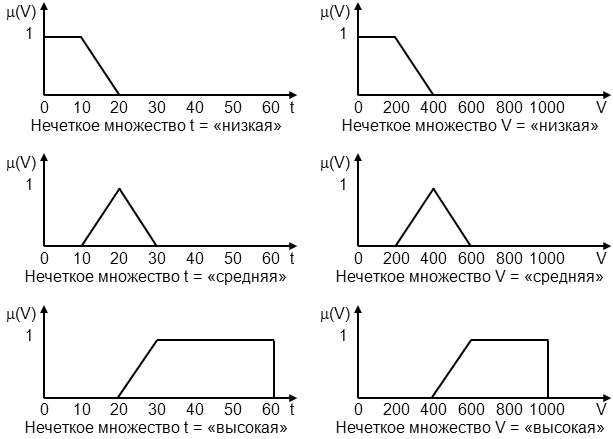 μ(V)
1
0 10 20 30 40 50 60 t
Нечеткое множество t = «низкая»
μ(V)
1
0 200 400 600 800 1000 V
Нечеткое множество V = «низкая»
μ(V)
1
0 10 20 30 40 50 60 t
Нечеткое множество t = «средняя»
μ(V)
1
0 200 400 600 800 1000 V
Нечеткое множество V = «средняя»
μ(V)
1
0 10 20 30 40 50 60 t
Нечеткое множество t = «высокая»
μ(V)
1
0 200 400 600 800 1000 V
Нечеткое множество V = «высокая»